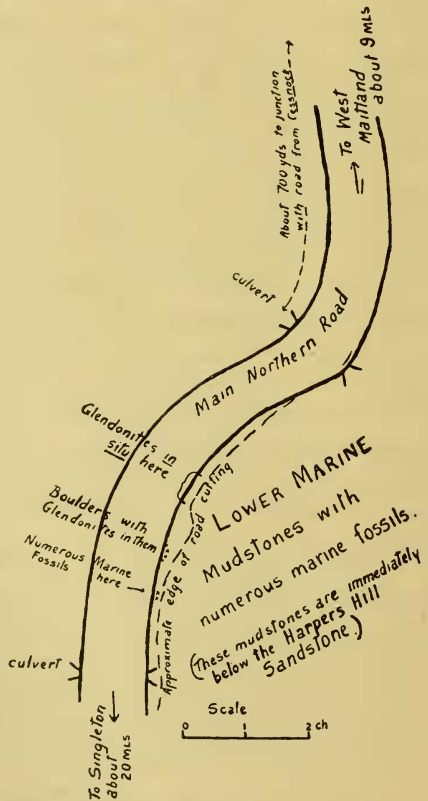 To West
Maitland
about 9 MLS
About 700 yds to junction
with road from Cessnock
culvert
Main Northern Road
Glendonites in
situ here
Boulders with
Glendonites in them
Numerous Marine
Fossils here
culvert
Approximate edge of road cutting
LOWER MARINE
Mudstones with
numerous marine fossils.
(These mudstones are immediately
below the Harpers Hill
Sandstone.)
Scale
0 1 2 ch
To Singleton
about
20 MLS